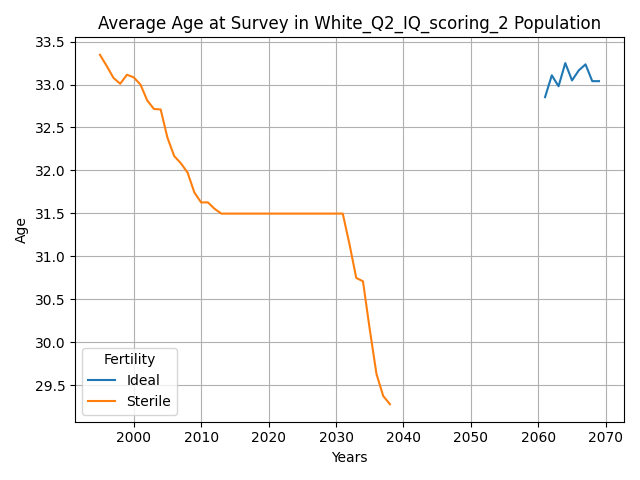 Average Age at Survey in White_Q2_IQ_scoring_2 Population
33.5
33.0
32.5
32.0
31.5
31.0
30.5
30.0
29.5
Age
Fertility
Ideal
Sterile
2000 2010 2020 2030 2040 2050 2060 2070
Years